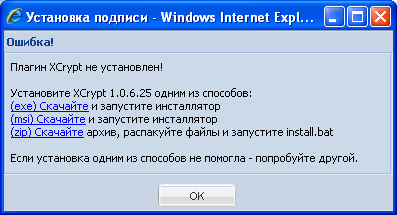 Установка подписи - Windows Internet Expl...
Ошибка!
Плагин XCrypt не установлен!
Установите XCrypt 1.0.6.25 одним из способов:
(exe) Скачайте и запустите инсталлятор
(msi) Скачайте и запустите инсталлятор
(zip) Скачайте архив, распакуйте файлы и запустите install.bat
Если установка одним из способов не помогла - попробуйте другой.
OK